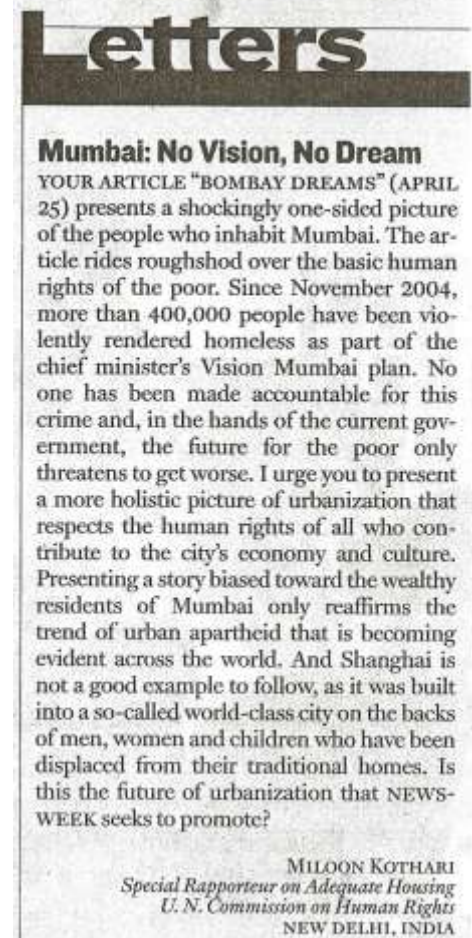 Letters
Mumbai: No Vision, No Dream
YOUR ARTICLE "BOMBAY DREAMS" (APRIL
25) presents a shockingly one-sided picture
of the people who inhabit Mumbai. The ar-
ticle rides roughshod over the basic human
rights of the poor. Since November 2004,
more than 400,000 people have been vio-
lently rendered homeless as part of the
chief minister's Vision Mumbai plan. No
one has been made accountable for this
crime and, in the hands of the current gov-
ernment, the future for the poor only
threatens to get worse. I urge you to present
a more holistic picture of urbanization that
respects the human rights of all who con-
tribute to the city's economy and culture.
Presenting a story biased toward the wealthy
residents of Mumbai only reaffirms the
trend of urban apartheid that is becoming
evident across the world. And Shanghai is
not a good example to follow, as it was built
into a so-called world-class city on the backs
of men, women and children who have been
displaced from their traditional homes. Is
this the future of urbanization that NEWS-
WEEK seeks to promote?
MILOON KOTHARI
Special Rapporteur on Adequate Housing
U. N. Commission on Human Rights
NEW DELHI, INDIA